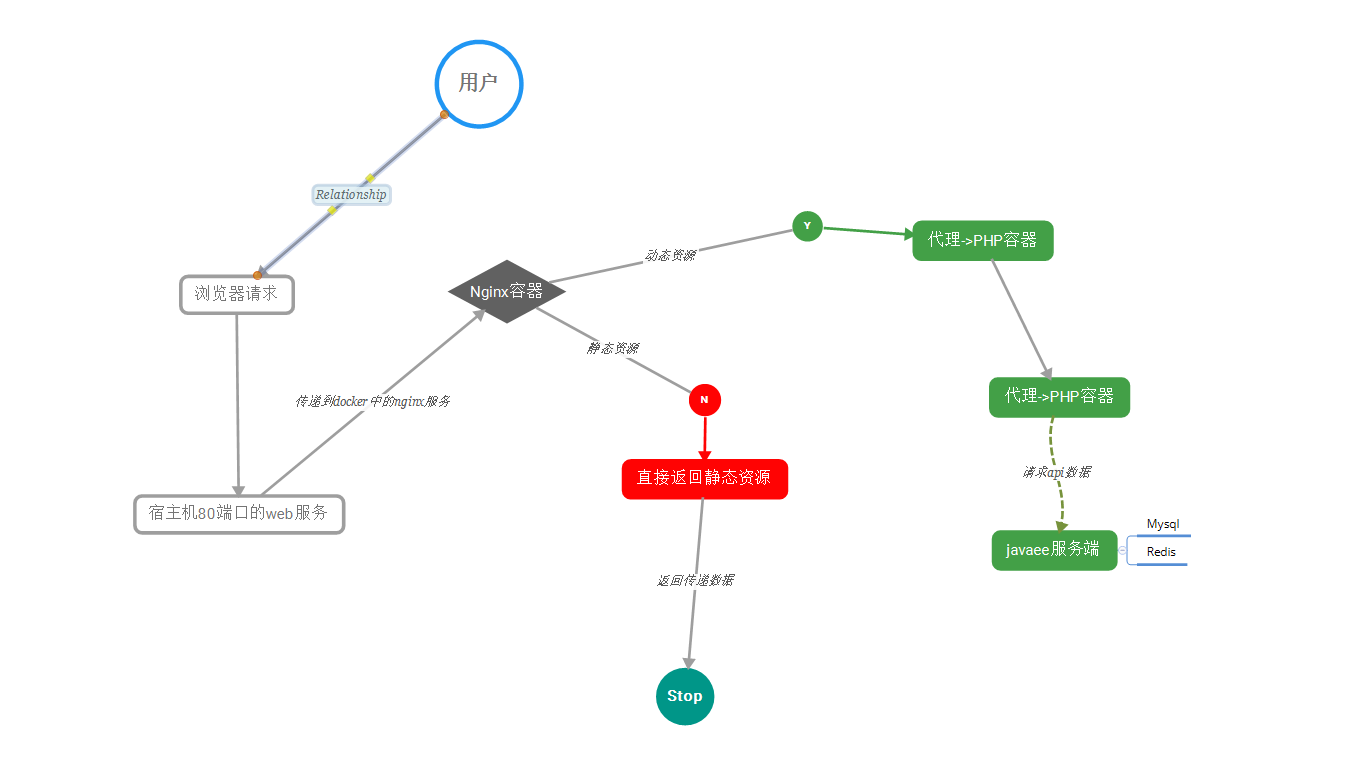 用户
Relationship
浏览器请求
宿主机80端口的web服务
传递到docker中的nginx服务
Nginx容器
动态资源
Y
代理->PHP容器
代理->PHP容器
请求api数据
javaee服务端
Mysql
Redis
静态资源
N
直接返回静态资源
返回传递数据
Stop